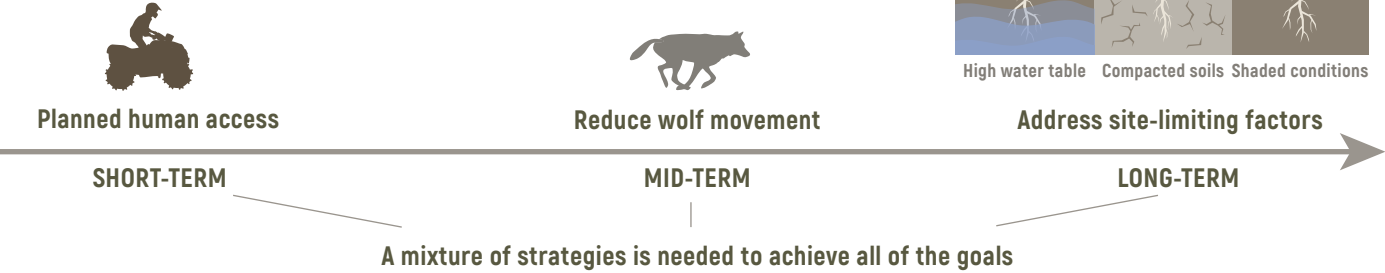 High water table Compacted soils Shaded conditions
Planned human access Reduce wolf movement Address site-limiting factors
SHORT-TERM MID-TERM LONG-TERM
A mixture of strategies is needed to achieve all of the goals